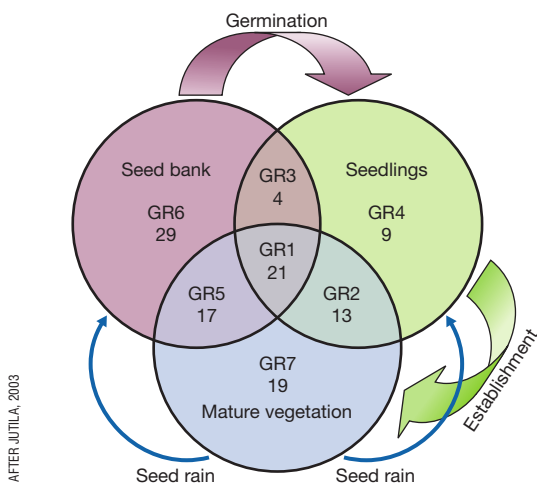 Germination
Seed bank
GR6
29
GR3
4
Seedlings
GR4
9
GR1
21
GR5
17
GR2
13
GR7
19
Mature vegetation
Establishment
Seed rain
Seed rain
AFTER JUTILA, 2003